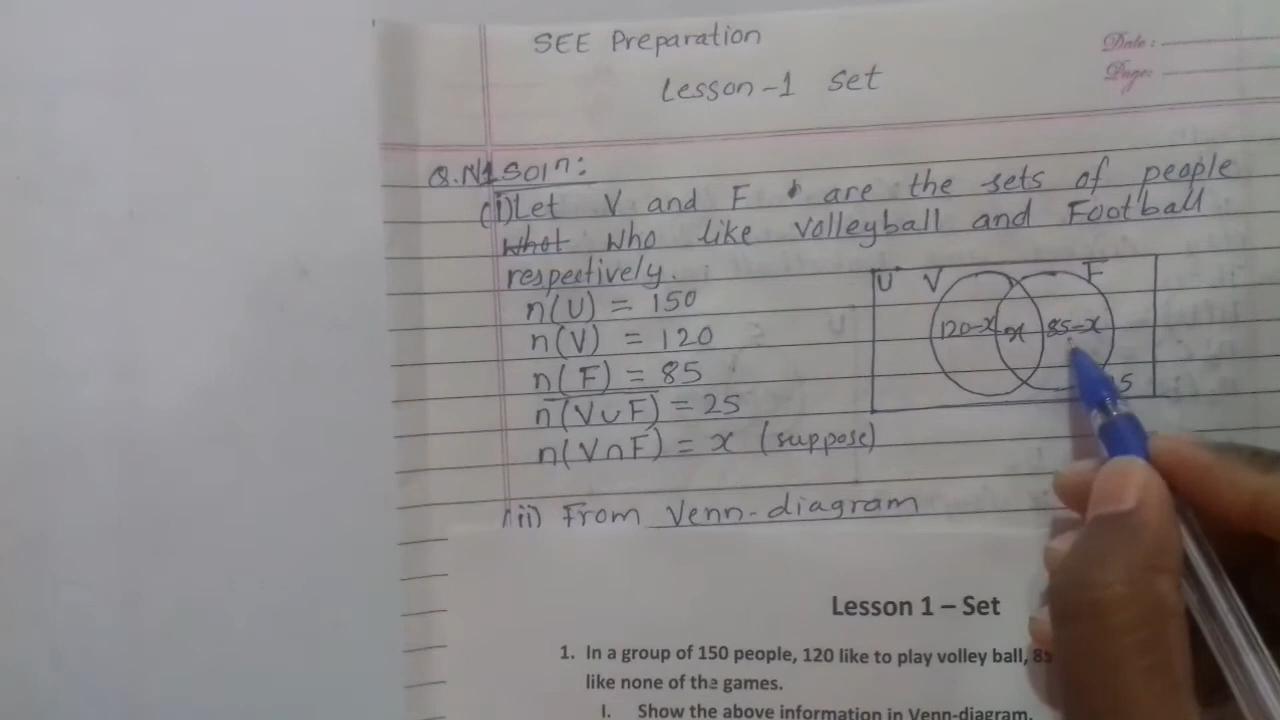 SEE Preparation
Lesson-1 Set
Date:
Page:
Q.N1 Solⁿ:
(i) Let V and F are the sets of people
what who like volleyball and Football
respectively.
n(U) = 150
n(V) = 120
n(F) = 85
n(V∪F)̅ = 25
n(V∩F) = x (suppose)
U V F
120-x x 85-x
(ii) From Venn-diagram
Lesson 1 – Set
1. In a group of 150 people, 120 like to play volley ball,
like none of the games.
I. Show the above information in Venn-diagram.